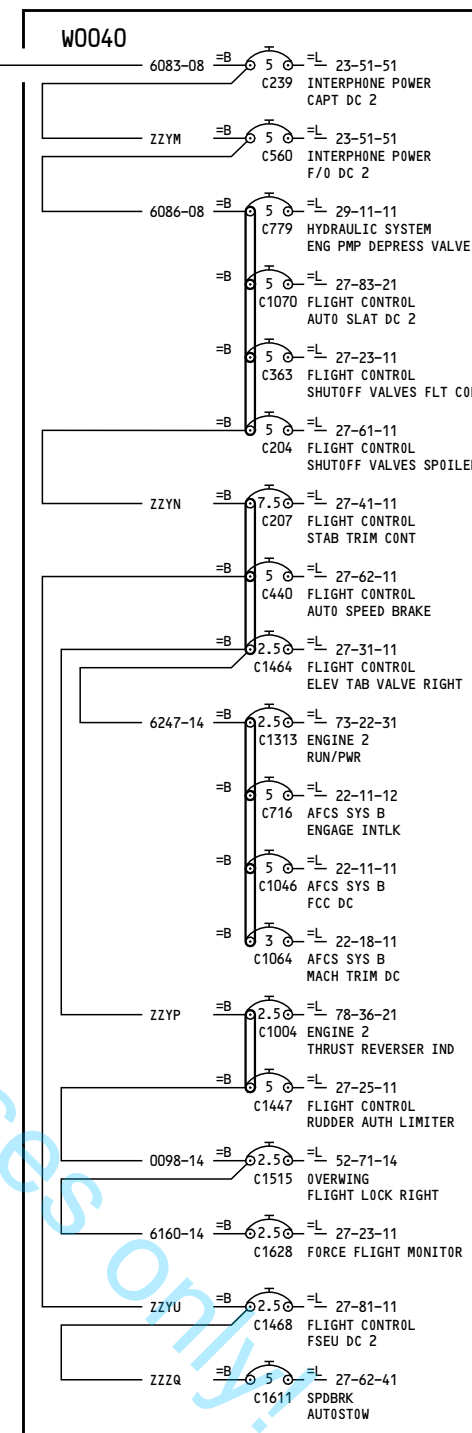 W0040
6083-08 =B 5 =L 23-51-51
C239 INTERPHONE POWER
CAPT DC 2
ZZYM =B 5 =L 23-51-51
C560 INTERPHONE POWER
F/O DC 2
6086-08 =B 5 =L 29-11-11
C779 HYDRAULIC SYSTEM
ENG PMP DEPRESS VALVE
=B 5 =L 27-83-21
C1070 FLIGHT CONTROL
AUTO SLAT DC 2
=B 5 =L 27-23-11
C363 FLIGHT CONTROL
SHUTOFF VALVES FLT
=B 5 =L 27-61-11
C204 FLIGHT CONTROL
SHUTOFF VALVES
ZZYN =B 7.5 =L 27-41-11
C207 FLIGHT CONTROL
STAB TRIM CONT
=B 5 =L 27-62-11
C440 FLIGHT CONTROL
AUTO SPEED BRAKE
=B 2.5 =L 27-31-11
C1464 FLIGHT CONTROL
ELEV TAB VALVE RIGHT
6247-14 =B 2.5 =L 73-22-31
C1313 ENGINE 2
RUN/PWR
=B 5 =L 22-11-12
C716 AFCS SYS B
ENGAGE INTLK
=B 5 =L 22-11-11
C1046 AFCS SYS B
FCC DC
=B 3 =L 22-18-11
C1064 AFCS SYS B
MACH TRIM DC
ZZYP =B 2.5 =L 78-36-21
C1004 ENGINE 2
THRUST REVERSER IND
=B 5 =L 27-25-11
C1447 FLIGHT CONTROL
RUDDER AUTH LIMITER
0098-14 =B 2.5 =L 52-71-14
C1515 OVERWING
FLIGHT LOCK RIGHT
6160-14 =B 2.5 =L 27-23-11
C1628 FORCE FLIGHT MONITOR
ZZYU =B 2.5 =L 27-81-11
C1468 FLIGHT CONTROL
FSEU DC 2
ZZZQ =B 5 =L 27-62-41
C1611 SPDBRK
AUTOSTOW
only!